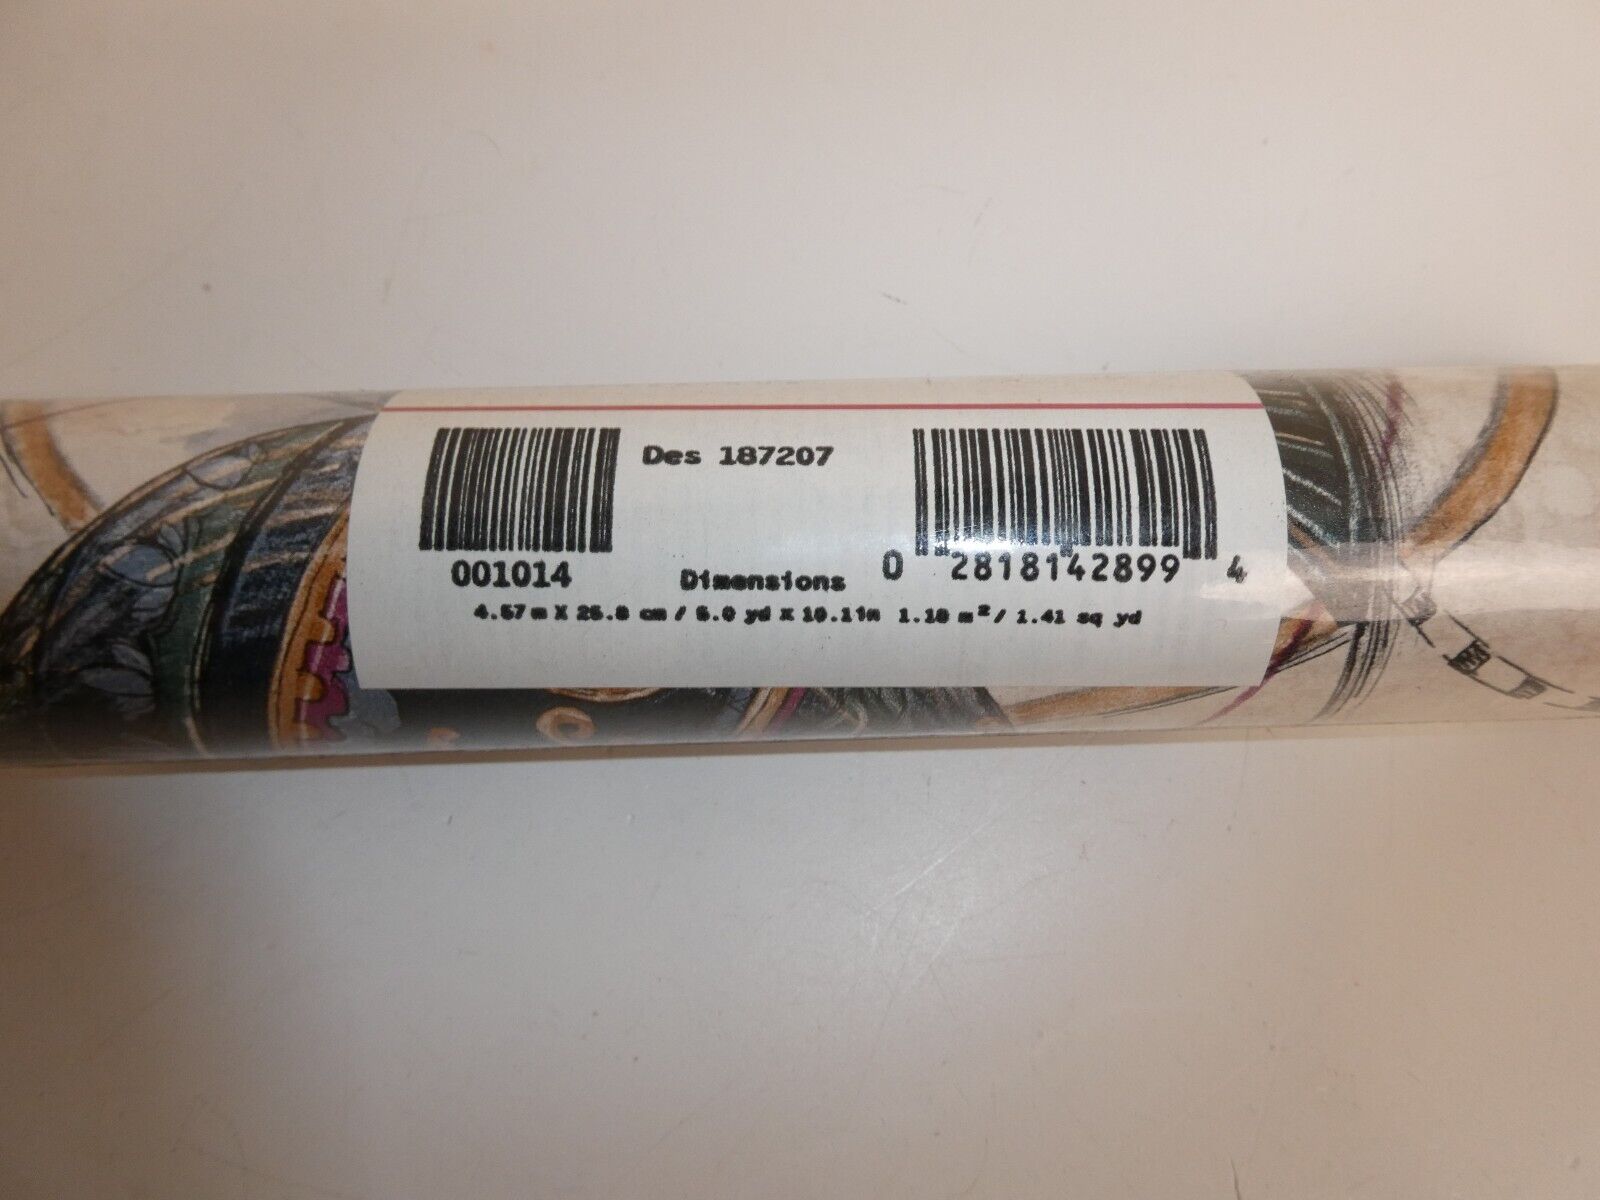 Des 187207
001014
Dimensions
0 2818142899 4
4.57 m X 25.8 cm / 5.0 yd X 10.1in 1.18 m²/ 1.41 sq yd